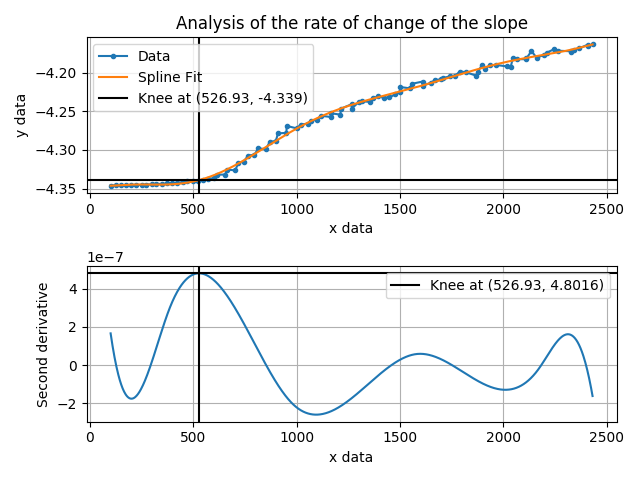 Analysis of the rate of change of the slope
Data
Spline Fit
Knee at (526.93, -4.339)
y data
−4.20
−4.25
−4.30
−4.35
0 500 1000 1500 2000 2500
x data
1e−7
Knee at (526.93, 4.8016)
Second derivative
4
2
0
−2
0 500 1000 1500 2000 2500
x data